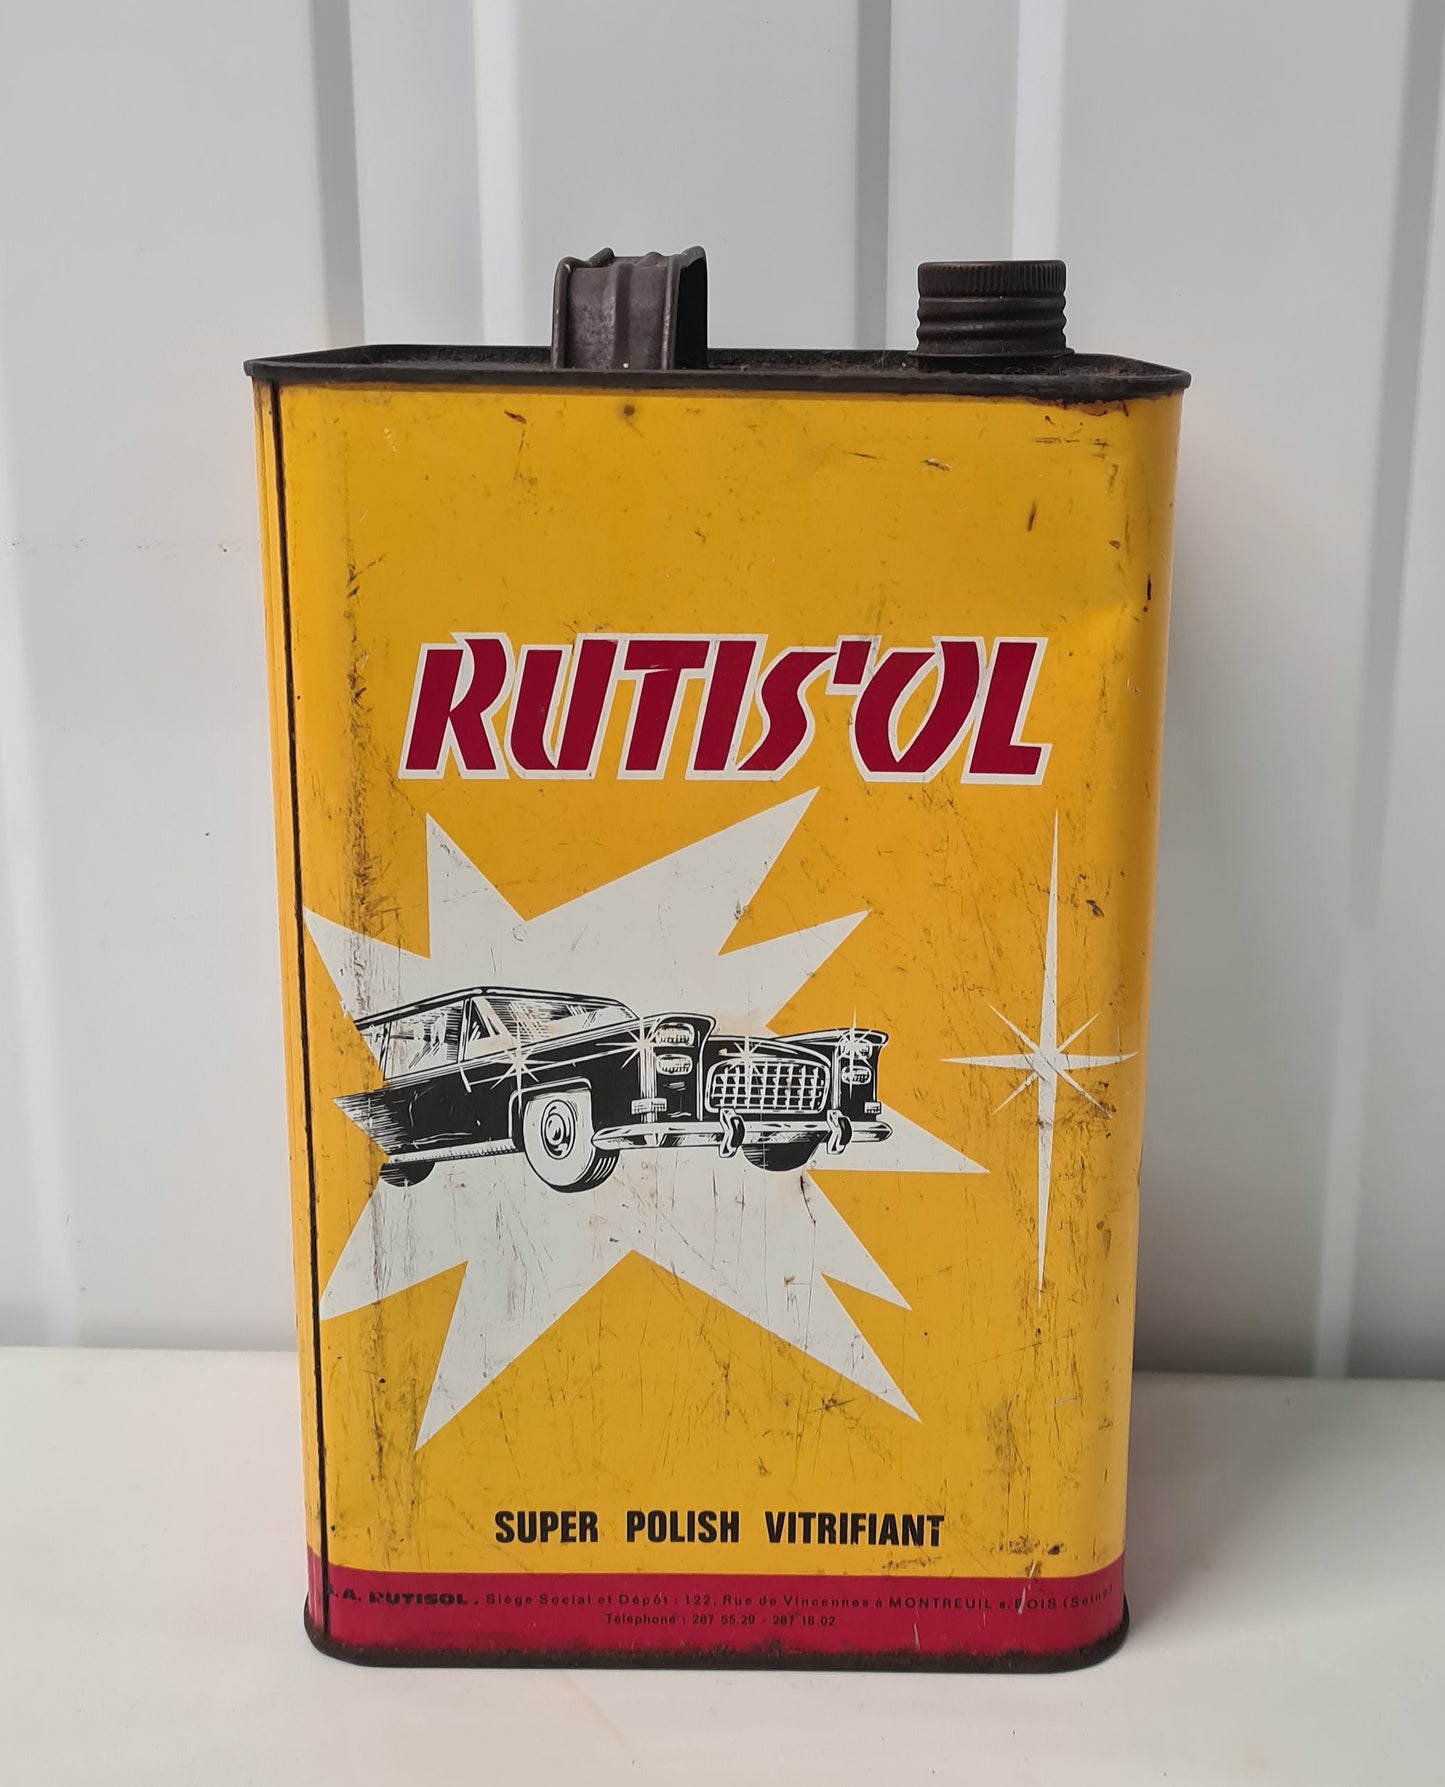 RUTIS'OL
SUPER POLISH VITRIFIANT
S.A. RUTISOL. Siège Social et Dépôt : 122, Rue de Vincennes à MONTREUIL s. BOIS (Seine)
Téléphone : 287 55.29 - 287 18.02